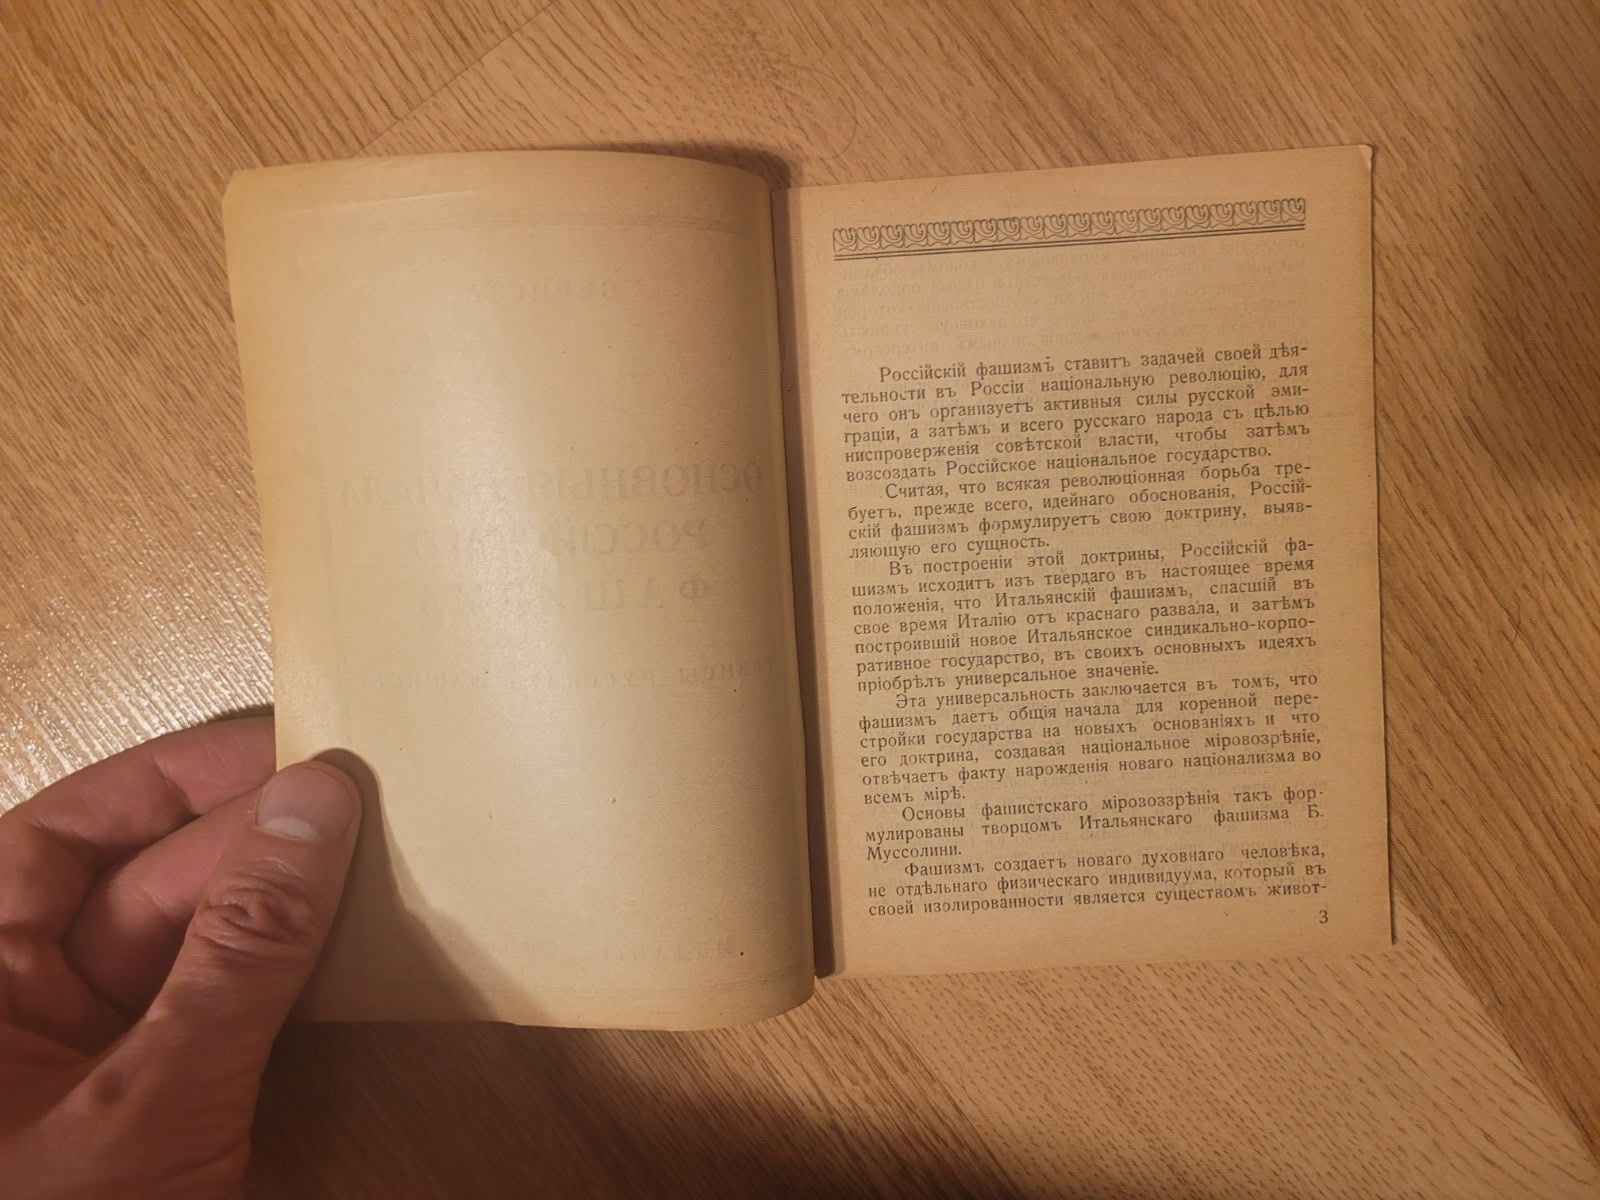 Россійскій фашизмъ ставитъ задачей своей дѣя-
тельности въ Россіи національную революцію, для
чего онъ организуетъ активныя силы русской эми-
граціи, а затѣмъ и всего русскаго народа съ цѣлью
ниспроверженія совѣтской власти, чтобы затѣмъ
возсоздать Россійское національное государство.
Считая, что всякая революціонная борьба тре-
буетъ, прежде всего, идейнаго обоснованія, Россій-
скій фашизмъ формулируетъ свою доктрину, выяв-
ляющую его сущность.
Въ построеніи этой доктрины, Россійскій фа-
шизмъ исходитъ изъ твердаго въ настоящее время
положенія, что Итальянскій фашизмъ, спасшій въ
свое время Италію отъ краснаго развала, и затѣмъ
построившій новое Итальянское синдикально-корпо-
ративное государство, въ своихъ основныхъ идеяхъ
пріобрѣлъ универсальное значеніе.
Эта универсальность заключается въ томъ, что
фашизмъ даетъ общія начала для коренной пере-
стройки государства на новыхъ основаніяхъ и что
его доктрина, создавая національное міровозрѣніе,
отвѣчаетъ факту нарожденія новаго націонализма во
всемъ мірѣ.
Основы фашистскаго міровоззрѣнія такъ фор-
мулированы творцомъ Итальянскаго фашизма Б.
Муссолини.
Фашизмъ создаетъ новаго духовнаго человѣка,
не отдѣльнаго физическаго индивидуума, который въ
своей изолированности является существомъ живот-
3